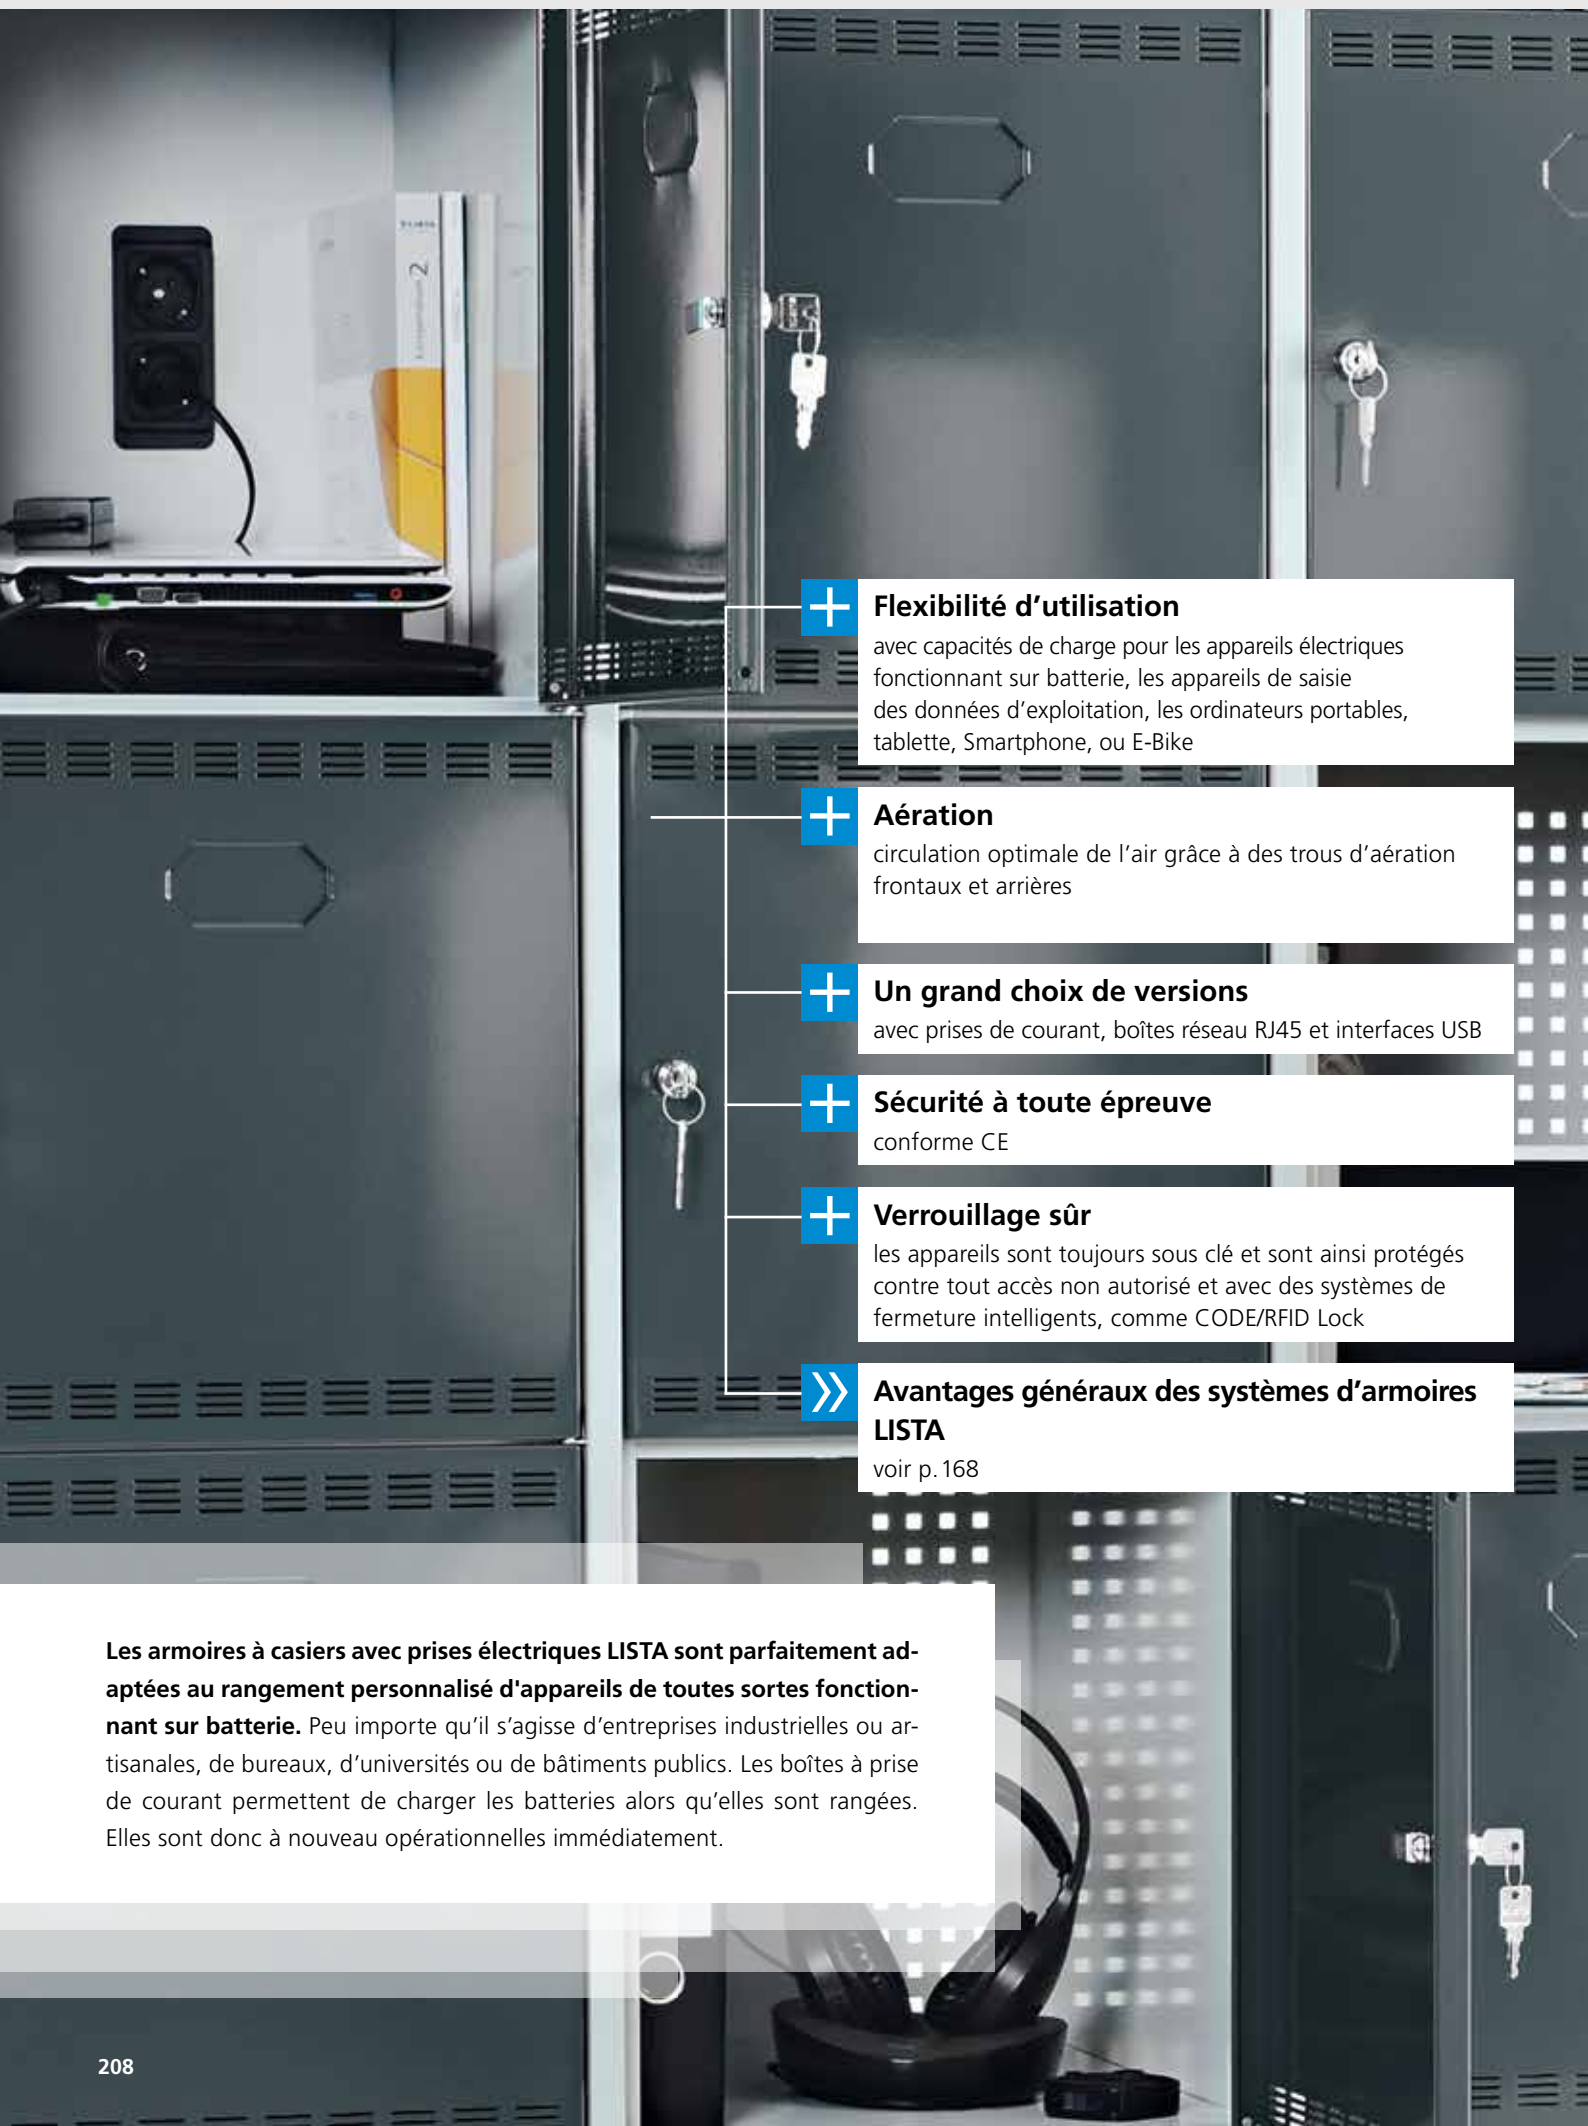 Flexibilité d’utilisation
avec capacités de charge pour les appareils électriques
fonctionnant sur batterie, les appareils de saisie
des données d’exploitation, les ordinateurs portables,
tablette, Smartphone, ou E-Bike
Aération
circulation optimale de l’air grâce à des trous d’aération
frontaux et arrières
Un grand choix de versions
avec prises de courant, boîtes réseau RJ45 et interfaces USB
Sécurité à toute épreuve
conforme CE
Verrouillage sûr
les appareils sont toujours sous clé et sont ainsi protégés
contre tout accès non autorisé et avec des systèmes de
fermeture intelligents, comme CODE/RFID Lock
Avantages généraux des systèmes d’armoires
LISTA
voir p. 168
Les armoires à casiers avec prises électriques LISTA sont parfaitement ad-
aptées au rangement personnalisé d'appareils de toutes sortes fonction-
nant sur batterie. Peu importe qu’il s’agisse d’entreprises industrielles ou ar-
tisanales, de bureaux, d’universités ou de bâtiments publics. Les boîtes à prise
de courant permettent de charger les batteries alors qu’elles sont rangées.
Elles sont donc à nouveau opérationnelles immédiatement.
208